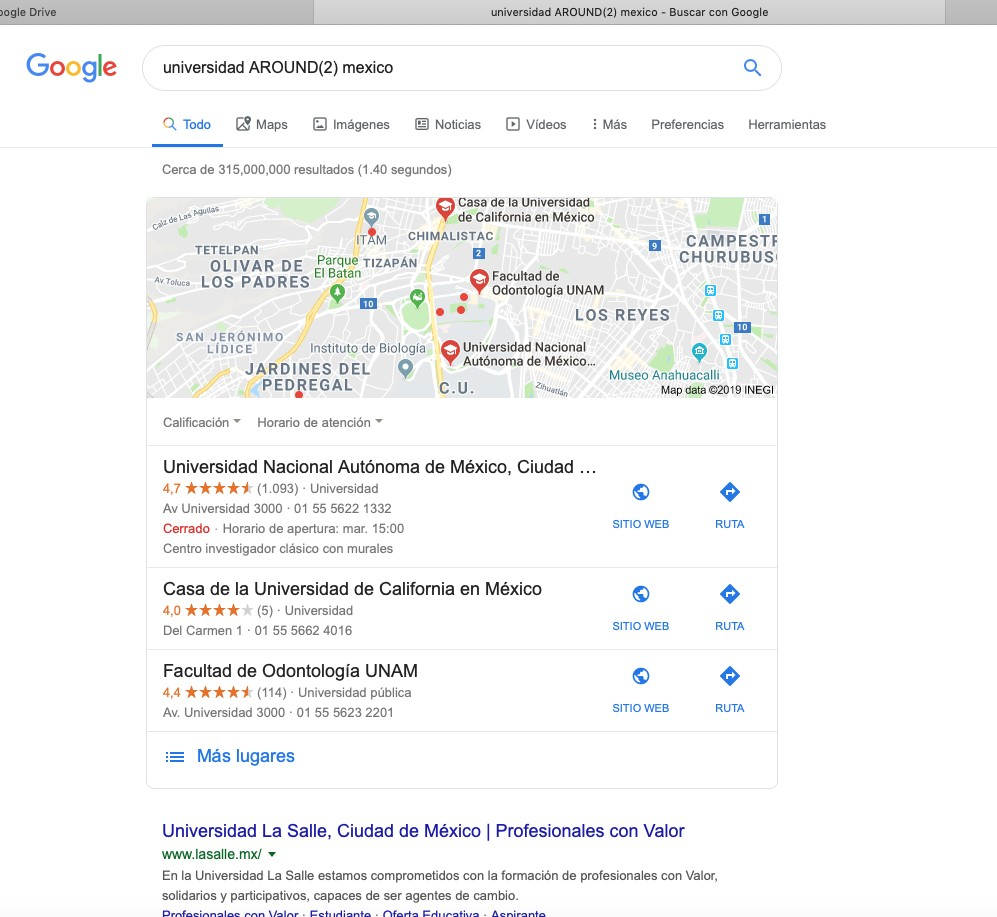 oogle Drive
universidad AROUND(2) mexico - Buscar con Google
Google
universidad AROUND(2) mexico
Todo
Maps
Imágenes
Noticias
Vídeos
Más
Preferencias
Herramientas
Cerca de 315,000,000 resultados (1.40 segundos)
Calz de Las Águilas
ITAM
Casa de la Universidad
de California en México
1
TETELPAN
OLIVAR DE
LOS PADRES
CHIMALISTAC
2
9
CAMPESTR
CHURUBUSC
Parque
El Batan
TIZAPÁN
Av Toluca
10
Facultad de
Odontología UNAM
LOS REYES
10
SAN JERÓNIMO
LÍDICE
Instituto de Biología
Universidad Nacional
Autónoma de México...
JARDINES DEL
PEDREGAL
C.U.
Zihuatlán
Museo Anahuacalli
Map data ©2019 INEGI
Calificación
Horario de atención
Universidad Nacional Autónoma de México, Ciudad …
4,7 ★★★★★ (1.093) · Universidad
Av Universidad 3000 · 01 55 5622 1332
Cerrado · Horario de apertura: mar. 15:00
Centro investigador clásico con murales
SITIO WEB
RUTA
Casa de la Universidad de California en México
4,0 ★★★★★ (5) · Universidad
Del Carmen 1 · 01 55 5662 4016
SITIO WEB
RUTA
Facultad de Odontología UNAM
4,4 ★★★★★ (114) · Universidad pública
Av. Universidad 3000 · 01 55 5623 2201
SITIO WEB
RUTA
Más lugares
Universidad La Salle, Ciudad de México | Profesionales con Valor
www.lasalle.mx/
En la Universidad La Salle estamos comprometidos con la formación de profesionales con Valor,
solidarios y participativos, capaces de ser agentes de cambio.
Profesionales con Valor · Estudiante · Oferta Educativa · Aspirante